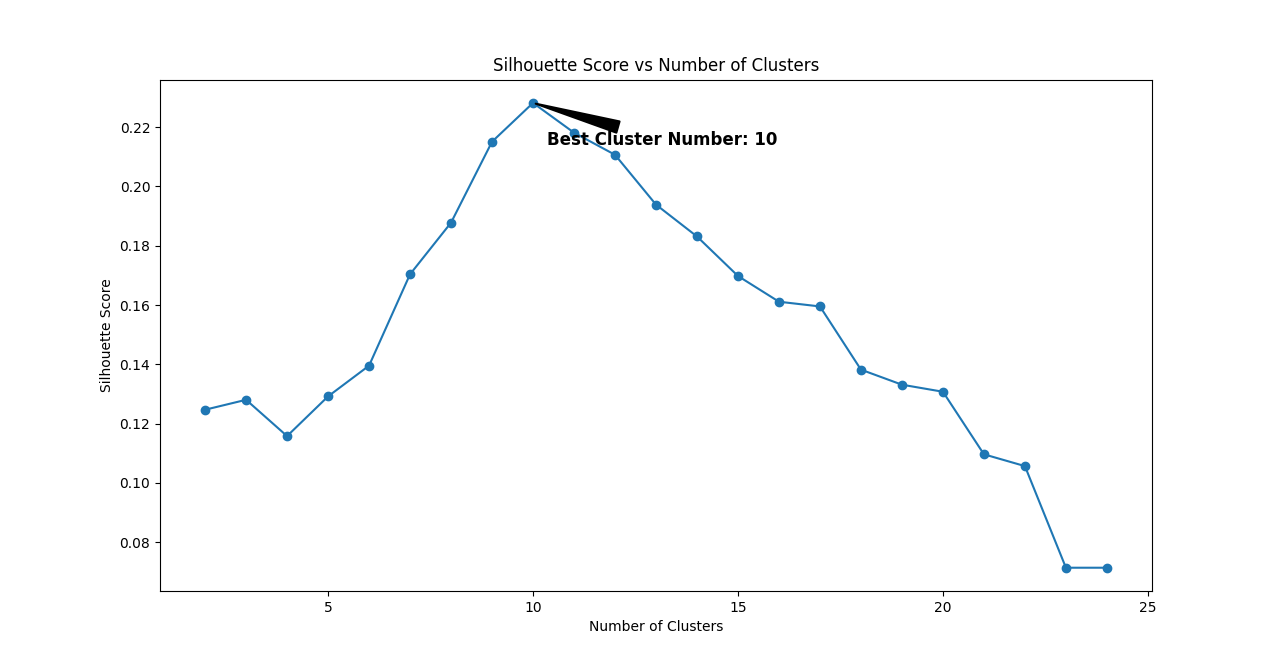 Silhouette Score vs Number of Clusters
Best Cluster Number: 10
Silhouette Score
0.22
0.20
0.18
0.16
0.14
0.12
0.10
0.08
5 10 15 20 25
Number of Clusters